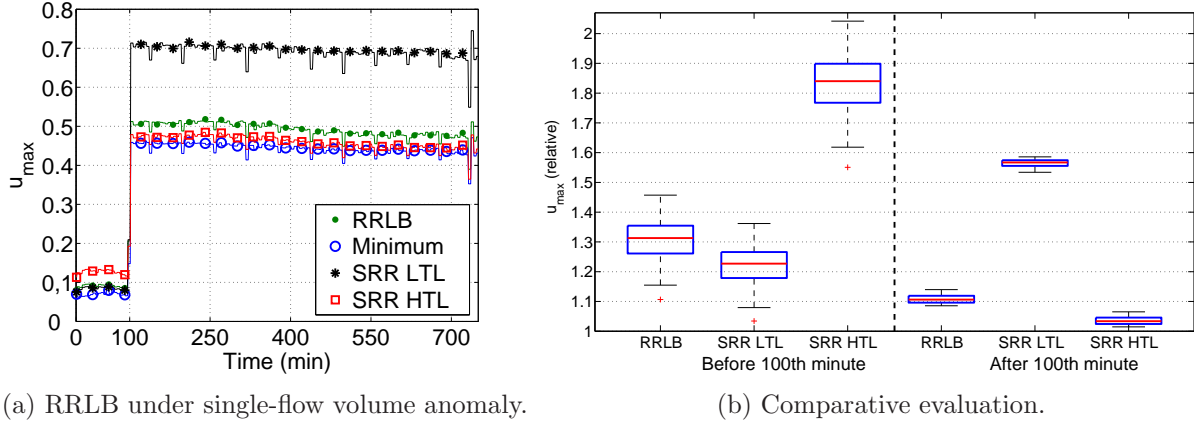 0.8
0.7
0.6
0.5
0.4
0.3
0.2
0.1
0
u_max
0 100 250 400 550 700
Time (min)
RRLB
Minimum
SRR LTL
SRR HTL
(a) RRLB under single-flow volume anomaly.
2
1.9
1.8
1.7
1.6
1.5
1.4
1.3
1.2
1.1
1
u_max (relative)
RRLB SRR LTL SRR HTL RRLB SRR LTL SRR HTL
Before 100th minute After 100th minute
(b) Comparative evaluation.